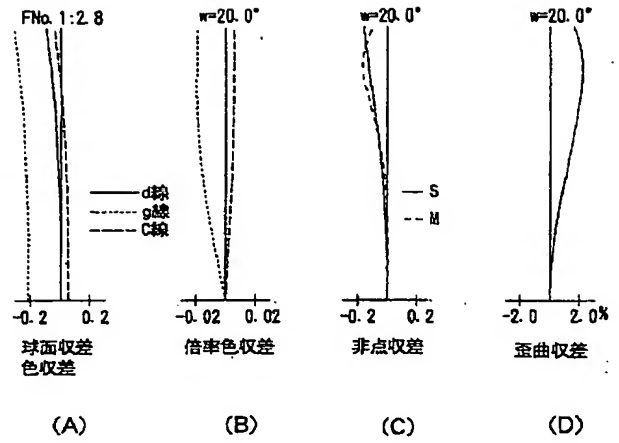 FNo. 1:2.8
w=20.0°
w=20.0°
w=20.0°
d線
g線
C線
S
M
-0.2 0.2
-0.02 0.02
-0.2 0.2
-2.0 2.0%
球面収差
色収差
倍率色収差
非点収差
歪曲収差
(A)
(B)
(C)
(D)